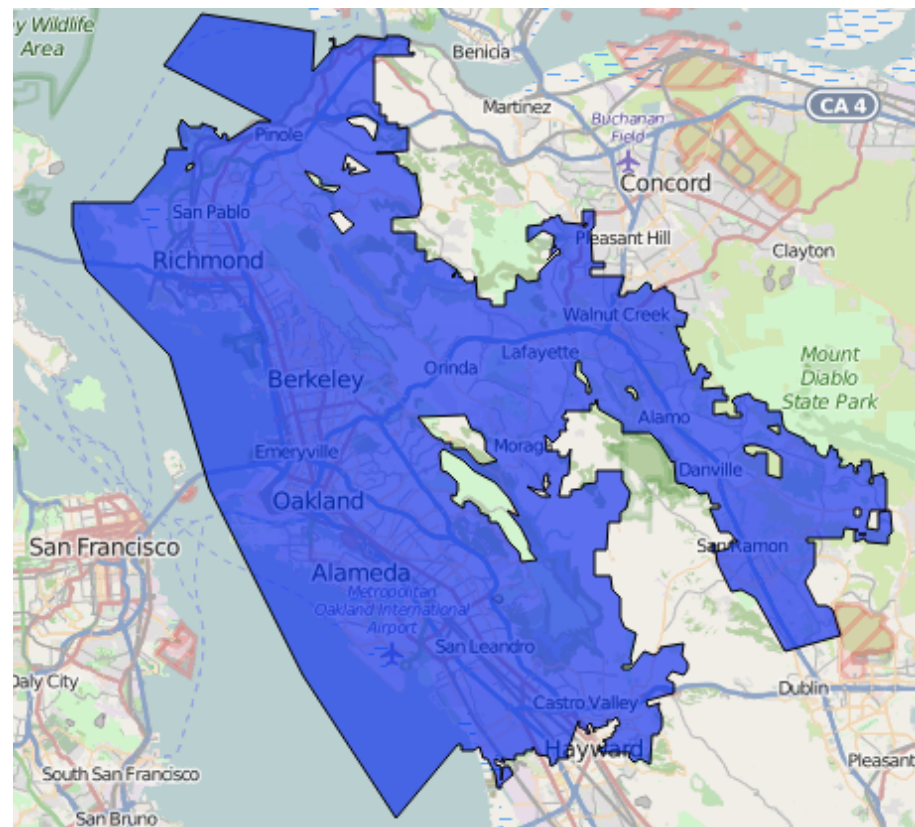 y Wildlife
Area
Benicia
Martinez
CA 4
Buchanan
Field
Pinole
Concord
San Pablo
Pleasant Hill
Clayton
Richmond
Walnut Creek
Lafayette
Orinda
Mount
Diablo
State Park
Berkeley
Alamo
Emeryville
Moraga
Danville
Oakland
San Francisco
San Ramon
Alameda
Metropolitan
Oakland International
Airport
San Leandro
Daly City
Dublin
Castro Valley
Hayward
Pleasant
South San Francisco
San Bruno